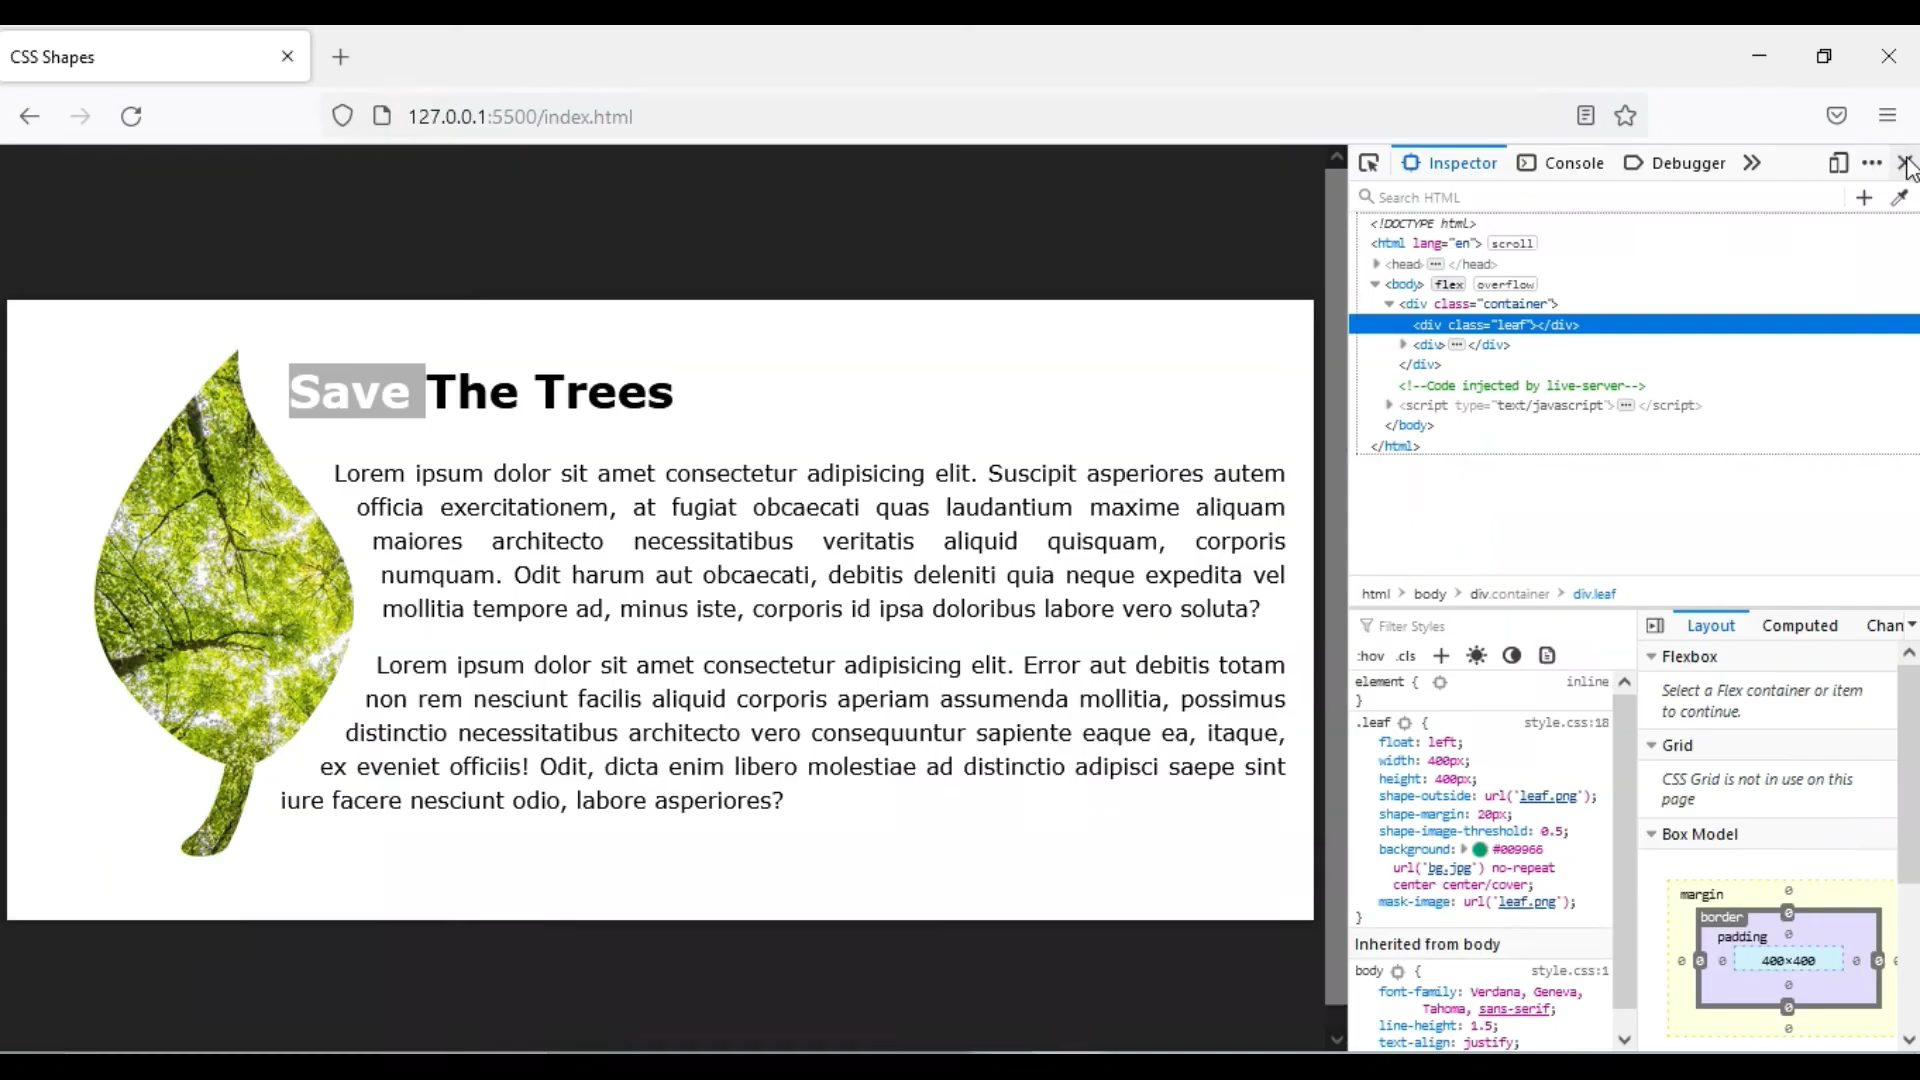 CSS Shapes
127.0.0.1:5500/index.html
Inspector Console Debugger
Search HTML
<!DOCTYPE html>
<html lang="en"> scroll
<head> ••• </head>
<body> flex overflow
<div class="container">
<div class="leaf"></div>
<div> ••• </div>
</div>
<!--Code injected by live-server-->
<script type="text/javascript"> ••• </script>
</body>
</html>
html > body > div.container > div.leaf
Save The Trees
Lorem ipsum dolor sit amet consectetur adipisicing elit. Suscipit asperiores autem
officia exercitationem, at fugiat obcaecati quas laudantium maxime aliquam
maiores architecto necessitatibus veritatis aliquid quisquam, corporis
numquam. Odit harum aut obcaecati, debitis deleniti quia neque expedita vel
mollitia tempore ad, minus iste, corporis id ipsa doloribus labore vero soluta?
Lorem ipsum dolor sit amet consectetur adipisicing elit. Error aut debitis totam
non rem nesciunt facilis aliquid corporis aperiam assumenda mollitia, possimus
distinctio necessitatibus architecto vero consequuntur sapiente eaque ea, itaque,
ex eveniet officiis! Odit, dicta enim libero molestiae ad distinctio adipisci saepe sint
iure facere nesciunt odio, labore asperiores?
Filter Styles
:hov .cls
element { inline
}
.leaf { style.css:18
float: left;
width: 400px;
height: 400px;
shape-outside: url('leaf.png');
shape-margin: 20px;
shape-image-threshold: 0.5;
background: #009966
url('bg.jpg') no-repeat
center center/cover;
mask-image: url('leaf.png');
}
Inherited from body
body { style.css:1
font-family: Verdana, Geneva,
Tahoma, sans-serif;
line-height: 1.5;
text-align: justify;
Layout Computed Chan
Flexbox
Select a Flex container or item
to continue.
Grid
CSS Grid is not in use on this
page
Box Model
margin 0
border 0
padding 0
0 0 0 400×400 0 0
0
0
0